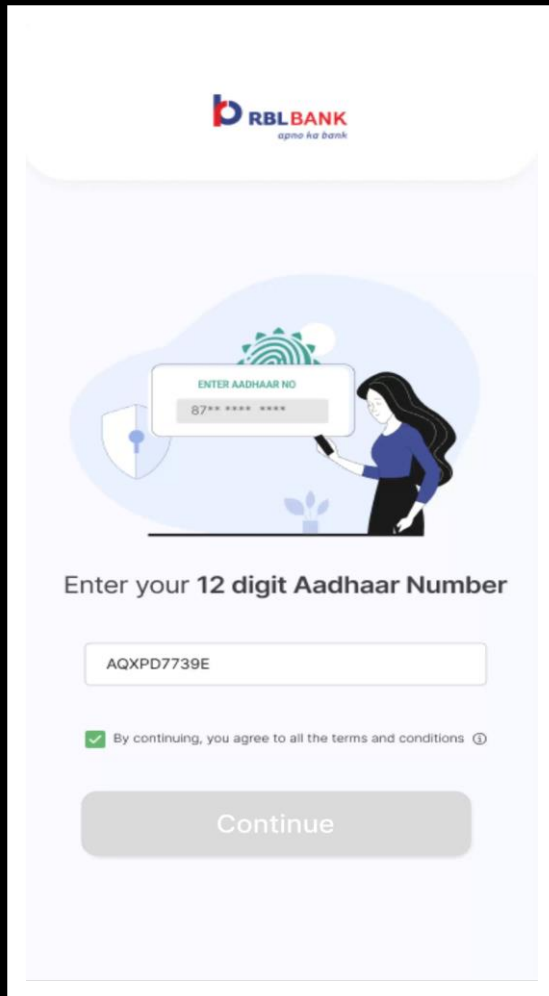 RBLBANK
apno ka bank
ENTER AADHAAR NO
87** **** ****
Enter your 12 digit Aadhaar Number
AQXPD7739E
By continuing, you agree to all the terms and conditions
Continue